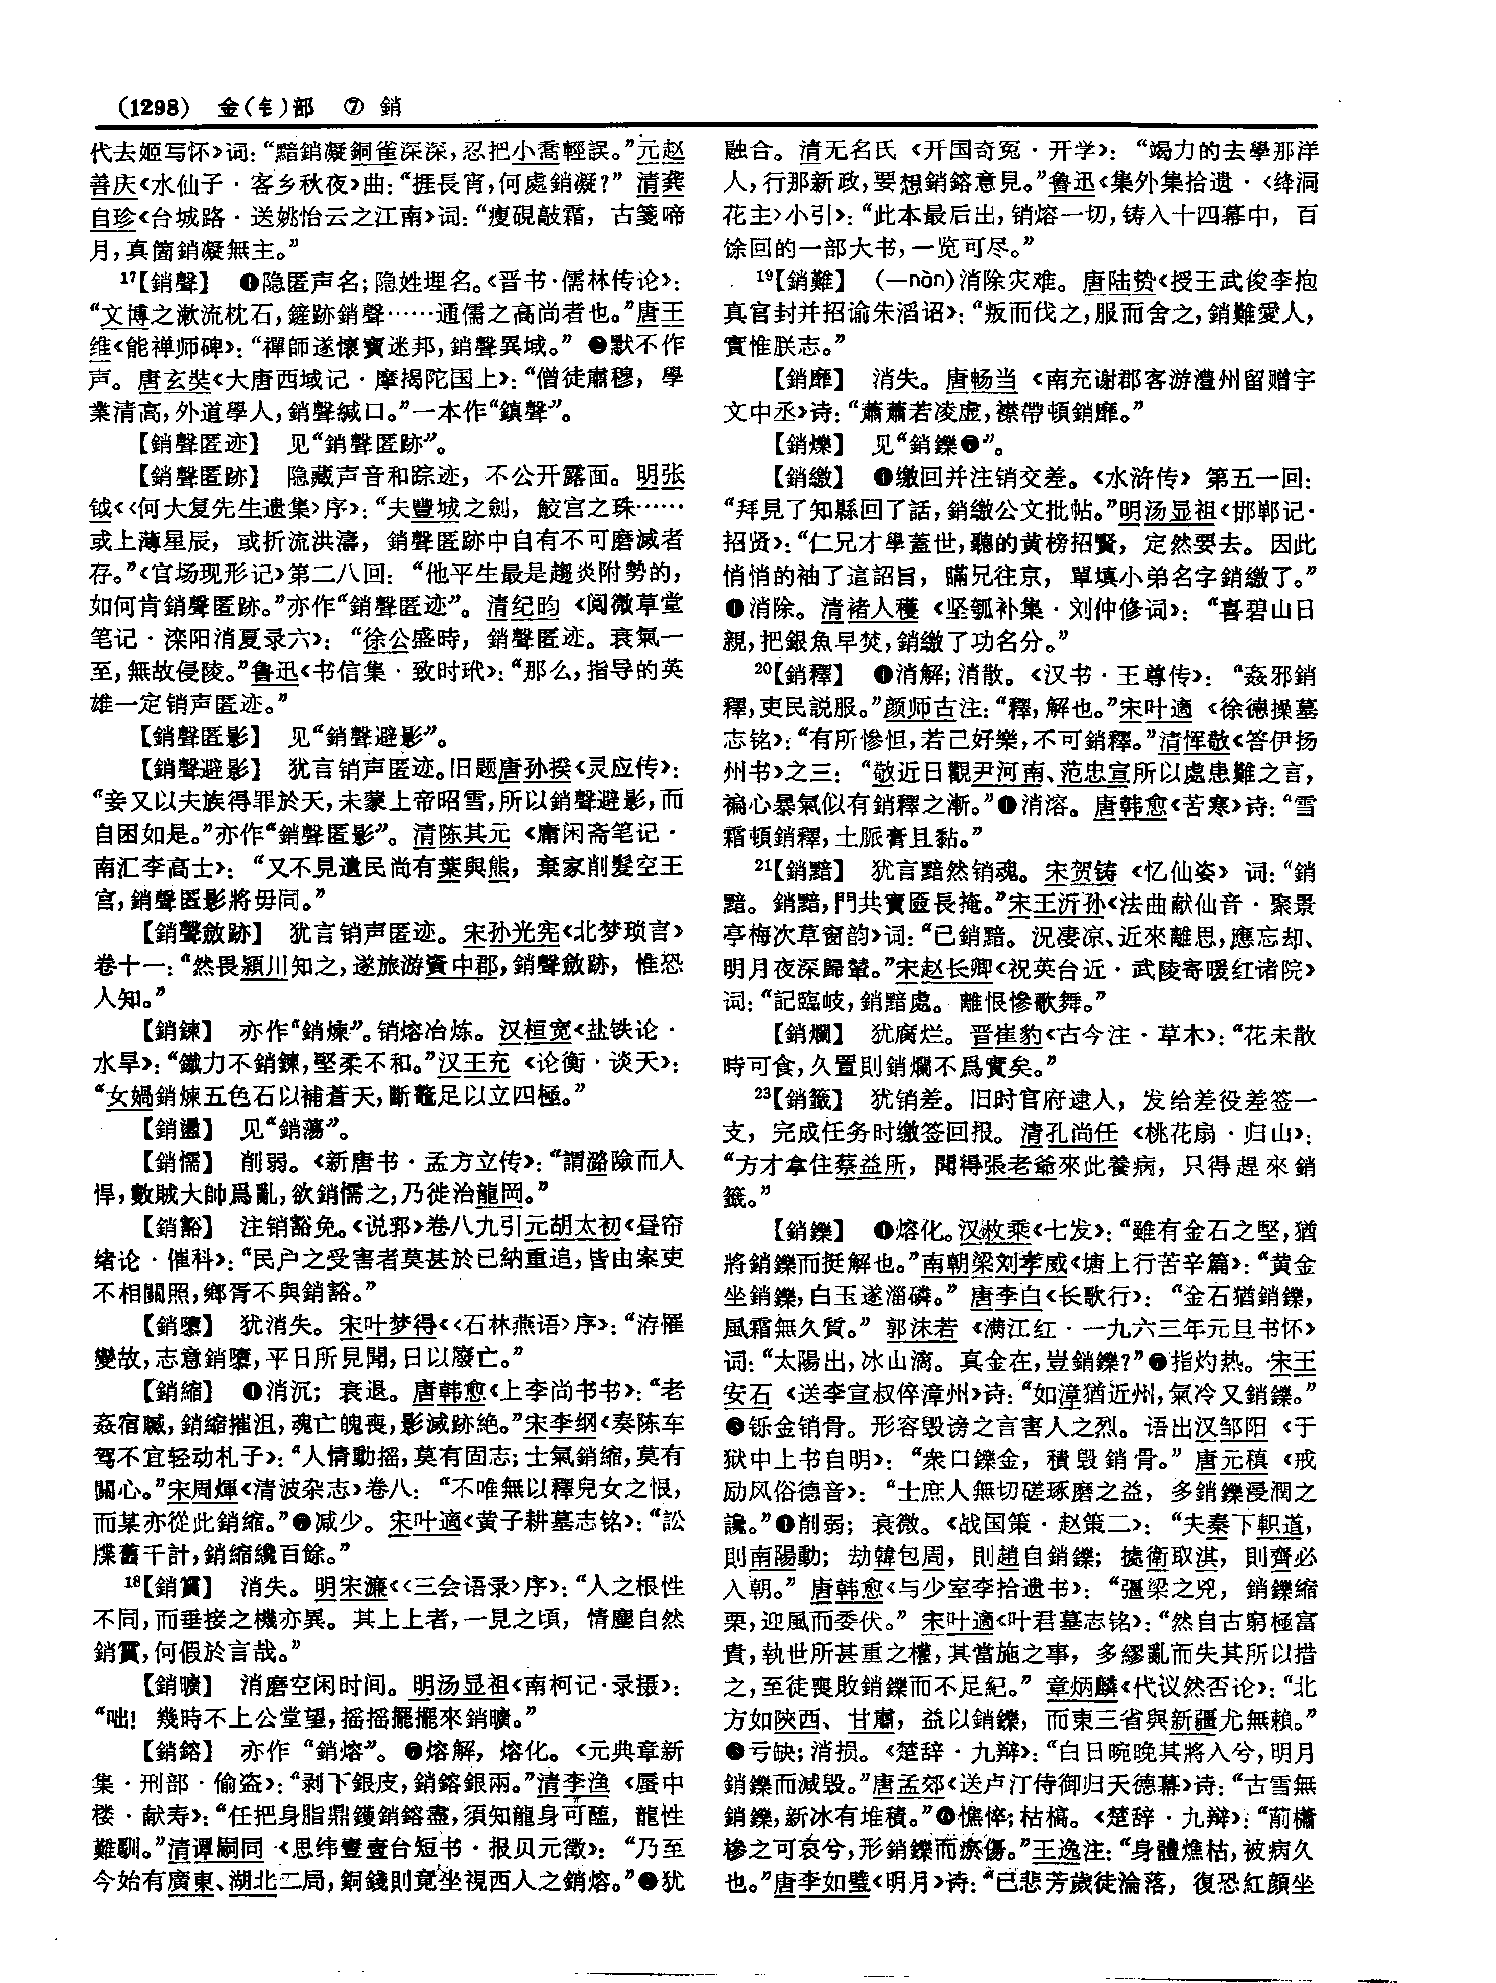 (1298) 金(钅)部 ⑦ 銷
代去姬写怀》词：“黯銷凝銅雀深深，忍把小喬輕誤。”元赵
善庆《水仙子·客乡秋夜》曲：“捱長宵，何處銷凝？”清龚
自珍《台城路·送姚怡云之江南》词：“瘦硯敲霜，古箋啼
月，真箇銷凝無主。”
17【銷聲】 ❶隐匿声名；隐姓埋名。《晋书·儒林传论》：
“文博之漱流枕石，鏟跡銷聲……通儒之高尚者也。”唐王
维《能禅师碑》：“禪師遂懷寶迷邦，銷聲異域。”❷默不作
声。唐玄奘《大唐西域记·摩揭陀国上》：“僧徒肅穆，學
業清高，外道學人，銷聲緘口。”一本作“鎮聲”。
【銷聲匿迹】 见“銷聲匿跡”。
【銷聲匿跡】 隐藏声音和踪迹，不公开露面。明张
钺《〈何大复先生遗集〉序》：“夫豐城之劍，鮫宫之珠……
或上薄星辰，或折流洪濤，銷聲匿跡中自有不可磨滅者
存。”《官场现形记》第二八回：“他平生最是趨炎附勢的，
如何肯銷聲匿跡。”亦作“銷聲匿迹”。清纪昀《阅微草堂
笔记·滦阳消夏录六》：“徐公盛時，銷聲匿迹。衰氣一
至，無故侵陵。”鲁迅《书信集·致时玳》：“那么，指导的英
雄一定销声匿迹。”
【銷聲匿影】 见“銷聲避影”。
【銷聲避影】 犹言销声匿迹。旧题唐孙揆《灵应传》：
“妾又以夫族得罪於天，未蒙上帝昭雪，所以銷聲避影，而
自困如是。”亦作“銷聲匿影”。清陈其元《庸闲斋笔记·
南汇李高士》：“又不見遺民尚有葉與熊，棄家削髮空王
宫，銷聲匿影將毋同。”
【銷聲斂跡】 犹言销声匿迹。宋孙光宪《北梦琐言》
卷十一：“然畏潁川知之，遂旅游資中郡，銷聲斂跡，惟恐
人知。”
【銷鍊】 亦作“銷煉”。销熔冶炼。汉桓宽《盐铁论·
水旱》：“鐵力不銷鍊，堅柔不和。”汉王充《论衡·谈天》：
“女媧銷煉五色石以補蒼天，斷鼇足以立四極。”
【銷盪】 见“銷蕩”。
【銷懦】 削弱。《新唐书·孟方立传》：“謂潞險而人
悍，數賊大帥爲亂，欲銷懦之，乃徙治龍岡。”
【銷豁】 注销豁免。《说郛》卷八九引元胡太初《昼帘
绪论·催科》：“民户之受害者莫甚於已納重追，皆由案吏
不相關照，鄉胥不與銷豁。”
【銷隳】 犹消失。宋叶梦得《〈石林燕语〉序》：“洊罹
變故，志意銷隳，平日所見聞，日以廢亡。”
【銷縮】 ❶消沉；衰退。唐韩愈《上李尚书书》：“老
姦宿贓，銷縮摧沮，魂亡魄喪，影滅跡絶。”宋李纲《奏陈车
驾不宜轻动札子》：“人情動摇，莫有固志；士氣銷縮，莫有
鬭心。”宋周煇《清波杂志》卷八：“不唯無以釋兒女之恨，
而某亦從此銷縮。”❷减少。宋叶適《黄子耕墓志铭》：“訟
牒舊千計，銷縮纔百餘。”
18【銷霣】 消失。明宋濂《〈三会语录〉序》：“人之根性
不同，而垂接之機亦異。其上上者，一見之頃，情塵自然
銷霣，何假於言哉。”
【銷曠】 消磨空闲时间。明汤显祖《南柯记·录摄》：
“咄！幾時不上公堂望，摇摇擺擺來銷曠。”
【銷鎔】 亦作“銷熔”。❶熔解，熔化。《元典章新
集·刑部·偷盗》：“剥下銀皮，銷鎔銀兩。”清李渔《蜃中
楼·献寿》：“任把身脂鼎鑊銷鎔盡，須知龍身可醢，龍性
難馴。”清谭嗣同《思纬壹壹台短书·报贝元徵》：“乃至
今始有廣東、湖北二局，銅錢則竟坐視西人之銷熔。”❷犹
融合。清无名氏《开国奇冤·开学》：“竭力的去學那洋
人，行那新政，要想銷鎔意見。”鲁迅《集外集拾遗·〈绛洞
花主〉小引》：“此本最后出，销熔一切，铸入十四幕中，百
馀回的一部大书，一览可尽。”
19【銷難】 (—nàn)消除灾难。唐陆贽《授王武俊李抱
真官封并招谕朱滔诏》：“叛而伐之，服而舍之，銷難愛人，
實惟朕志。”
【銷靡】 消失。唐畅当《南充谢郡客游澧州留赠宇
文中丞》诗：“蕭蕭若凌虚，襟帶頓銷靡。”
【銷爍】 见“銷鑠❷”。
【銷缴】 ❶缴回并注销交差。《水浒传》第五一回：
“拜見了知縣回了話，銷繳公文批帖。”明汤显祖《邯郸记·
招贤》：“仁兄才學蓋世，聽的黄榜招賢，定然要去。因此
悄悄的袖了這詔旨，瞞兄往京，單填小弟名字銷繳了。”
❷消除。清褚人穫《坚瓠补集·刘仲修词》：“喜碧山日
親，把銀魚早焚，銷繳了功名分。”
20【銷釋】 ❶消解；消散。《汉书·王尊传》：“姦邪銷
釋，吏民説服。”颜师古注：“釋，解也。”宋叶適《徐德操墓
志铭》：“有所慘怛，若己好樂，不可銷釋。”清恽敬《答伊扬
州书》之三：“敬近日觀尹河南、范忠宣所以處患難之言，
褊心暴氣似有銷釋之漸。”❷消溶。唐韩愈《苦寒》诗：“雪
霜頓銷釋，土脈膏且黏。”
21【銷黯】 犹言黯然销魂。宋贺铸《忆仙姿》词：“銷
黯。銷黯，門共寶匳長掩。”宋王沂孙《法曲献仙音·聚景
亭梅次草窗韵》词：“已銷黯。況凄凉、近來離思，應忘却、
明月夜深歸輦。”宋赵长卿《祝英台近·武陵寄暖红诸院》
词：“記臨岐，銷黯處。離恨慘歌舞。”
【銷爛】 犹腐烂。晋崔豹《古今注·草木》：“花未散
時可食，久置則銷爛不爲實矣。”
23【銷籤】 犹销差。旧时官府逮人，发给差役差签一
支，完成任务时缴签回报。清孔尚任《桃花扇·归山》：
“方才拿住蔡益所，聞得張老爺來此養病，只得趕來銷
籤。”
【銷鑠】 ❶熔化。汉枚乘《七发》：“雖有金石之堅，猶
將銷鑠而挺解也。”南朝梁刘孝威《塘上行苦辛篇》：“黄金
坐銷鑠，白玉遂淄磷。”唐李白《长歌行》：“金石猶銷鑠，
風霜無久質。”郭沫若《满江红·一九六三年元旦书怀》
词：“太陽出，冰山滴。真金在，豈銷鑠？”❷指灼热。宋王
安石《送李宣叔倅漳州》诗：“如漳猶近州，氣冷又銷鑠。”
❸铄金销骨。形容毁谤之言害人之烈。语出汉邹阳《于
狱中上书自明》：“衆口鑠金，積毁銷骨。”唐元稹《戒
励风俗德音》：“士庶人無切磋琢磨之益，多銷鑠浸潤之
讒。”❹削弱；衰微。《战国策·赵策二》：“夫秦下軹道，
則南陽動；劫韓包周，則趙自銷鑠；據衛取淇，則齊必
入朝。”唐韩愈《与少室李拾遗书》：“彊梁之兇，銷鑠縮
栗，迎風而委伏。”宋叶適《叶君墓志铭》：“然自古窮極富
貴，執世所甚重之權，其當施之事，多繆亂而失其所以措
之，至徒喪敗銷鑠而不足紀。”章炳麟《代议然否论》：“北
方如陝西、甘肅，益以銷鑠，而東三省與新疆尤無賴。”
❺亏缺；消损。《楚辞·九辩》：“白日晼晚其將入兮，明月
銷鑠而減毁。”唐孟郊《送卢汀侍御归天德幕》诗：“古雪無
銷鑠，新冰有堆積。”❻憔悴；枯槁。《楚辞·九辩》：“萷櫹
槮之可哀兮，形銷鑠而瘀傷。”王逸注：“身體燋枯，被病久
也。”唐李如璧《明月》诗：“已悲芳歲徒淪落，復恐紅顔坐